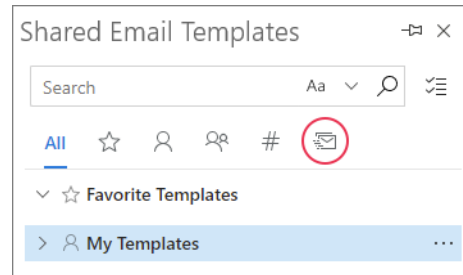 Shared Email Templates
Search Aa
All #
Favorite Templates
My Templates